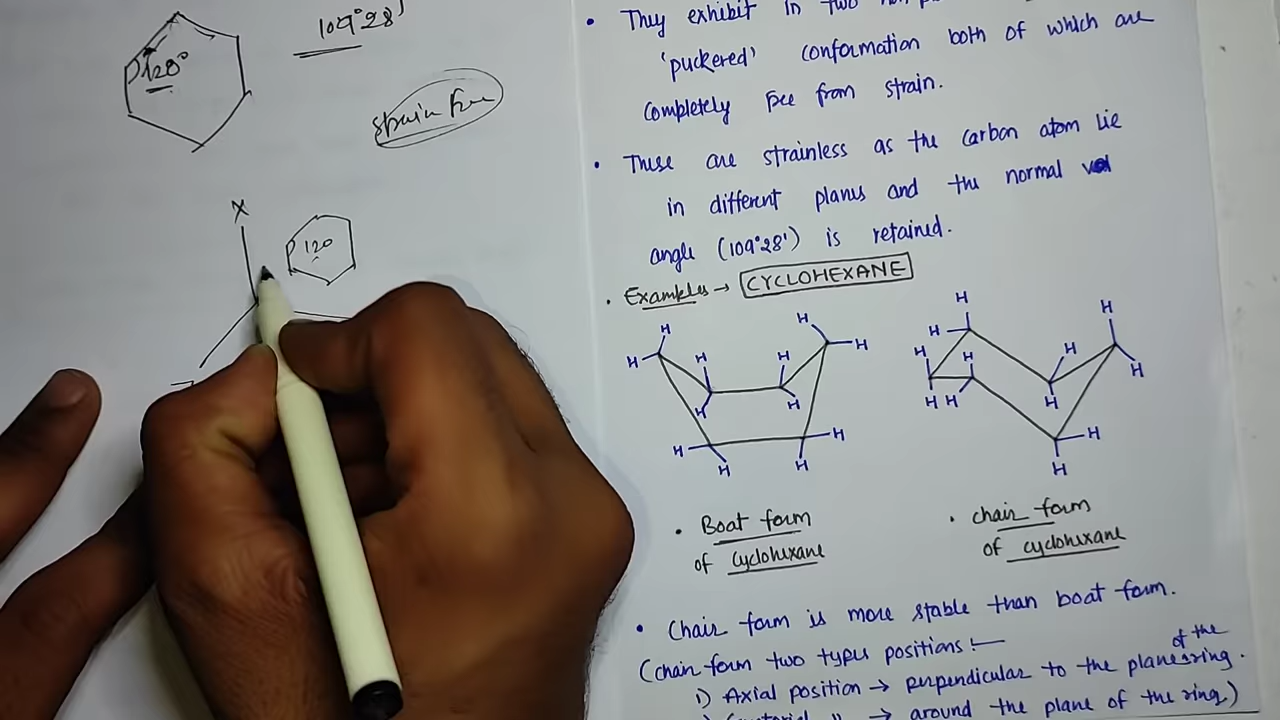 120°
109°28'
strain free
X
120
• They exhibit in two
'puckered' conformation both of which are
completely free from strain.
• These are strainless as the carbon atom lie
in different planes and the normal
angle (109°28') is retained.
• Examples → CYCLOHEXANE
H H H H H H H H H H H H
H H H H H H H H H H H H
• Boat form
of cyclohexane
• chair form
of cyclohexane
• Chair form is more stable than boat form.
(Chair form two types positions :—
i) Axial position → perpendicular to the plane of the ring.
" → around the plane of the ring)